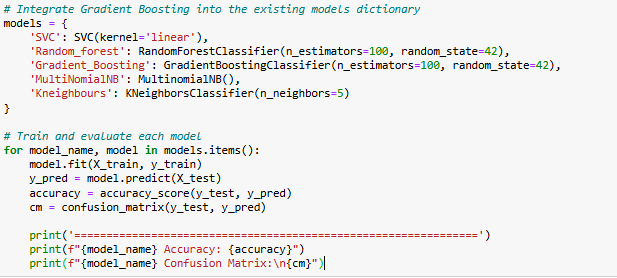 # Integrate Gradient Boosting into the existing models dictionary
models = {
    'SVC': SVC(kernel='linear'),
    'Random_forest': RandomForestClassifier(n_estimators=100, random_state=42),
    'Gradient_Boosting': GradientBoostingClassifier(n_estimators=100, random_state=42),
    'MultiNomialNB': MultinomialNB(),
    'Kneighbours': KNeighborsClassifier(n_neighbors=5)
}

# Train and evaluate each model
for model_name, model in models.items():
    model.fit(X_train, y_train)
    y_pred = model.predict(X_test)
    accuracy = accuracy_score(y_test, y_pred)
    cm = confusion_matrix(y_test, y_pred)

    print('==============================================================')
    print(f"{model_name} Accuracy: {accuracy}")
    print(f"{model_name} Confusion Matrix:\n{cm}")